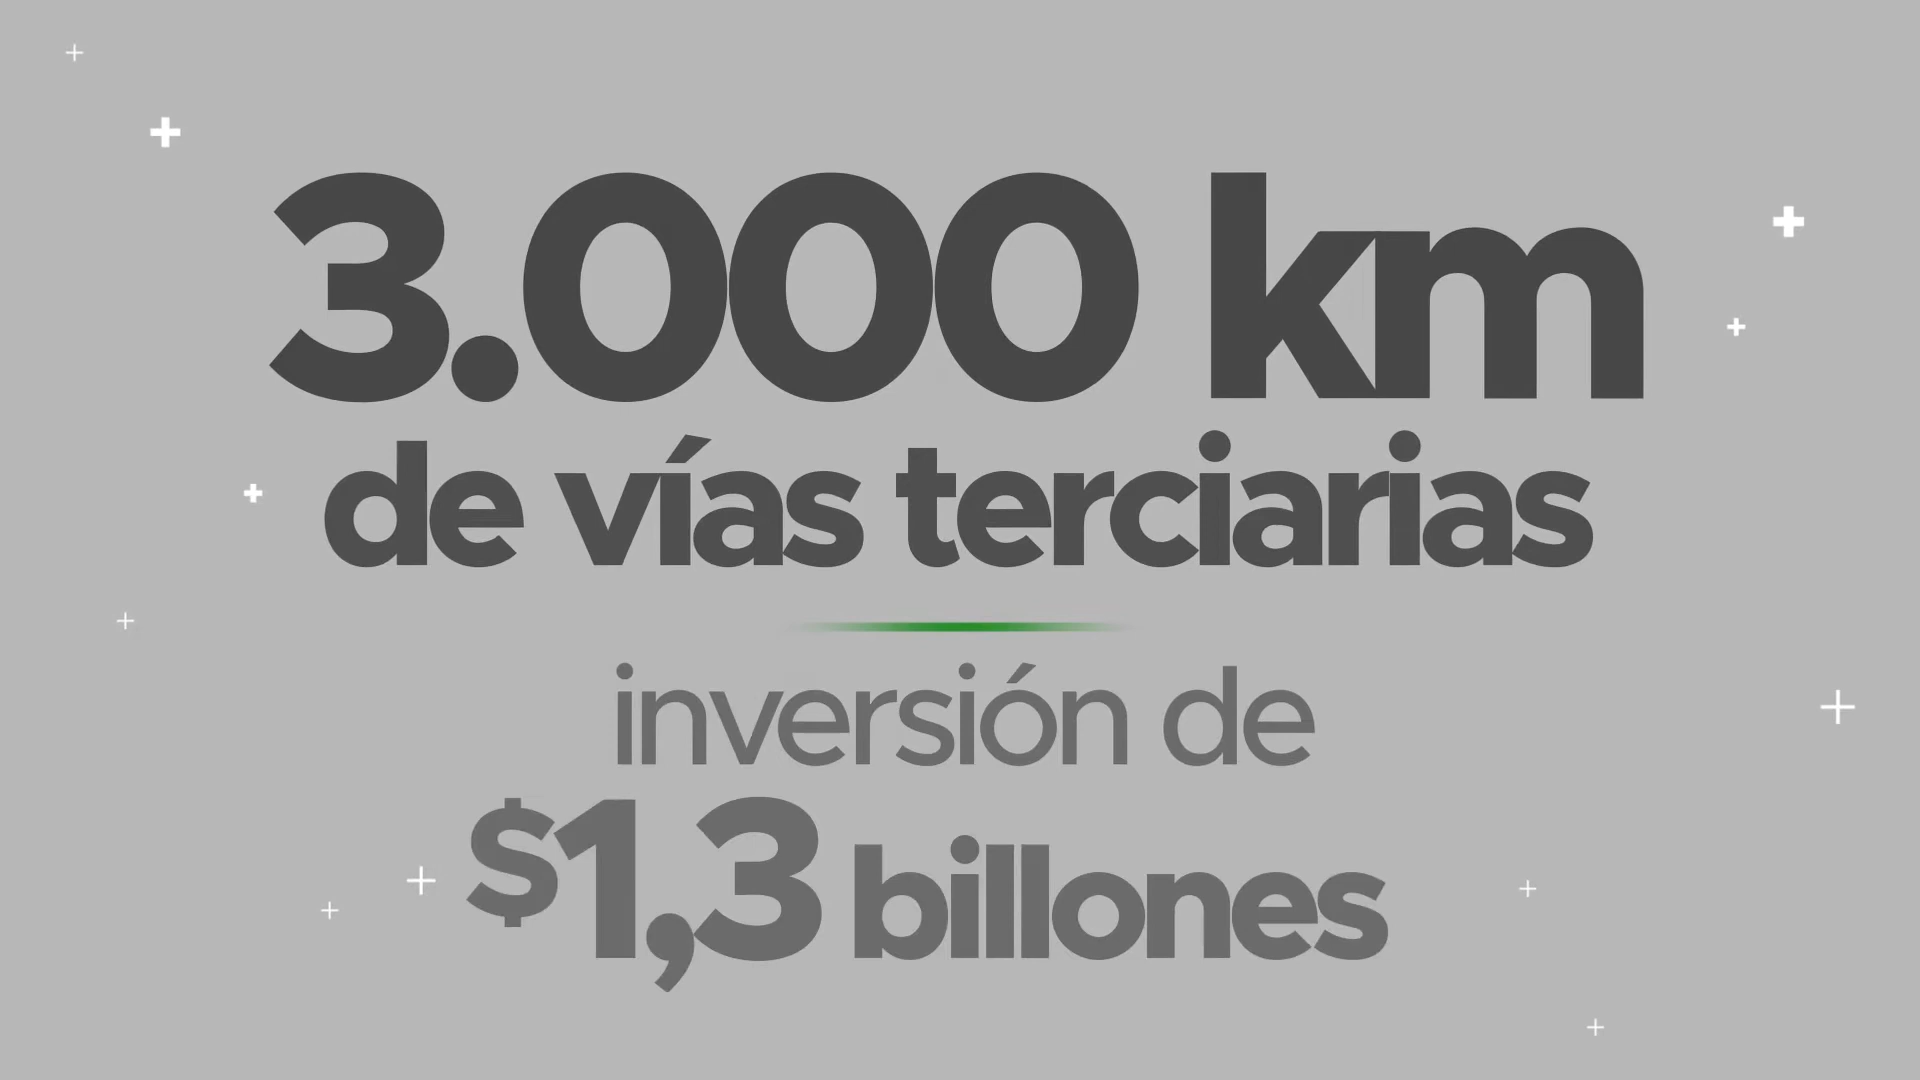 3.000 km
de vías terciarias
inversión de
$1,3 billones